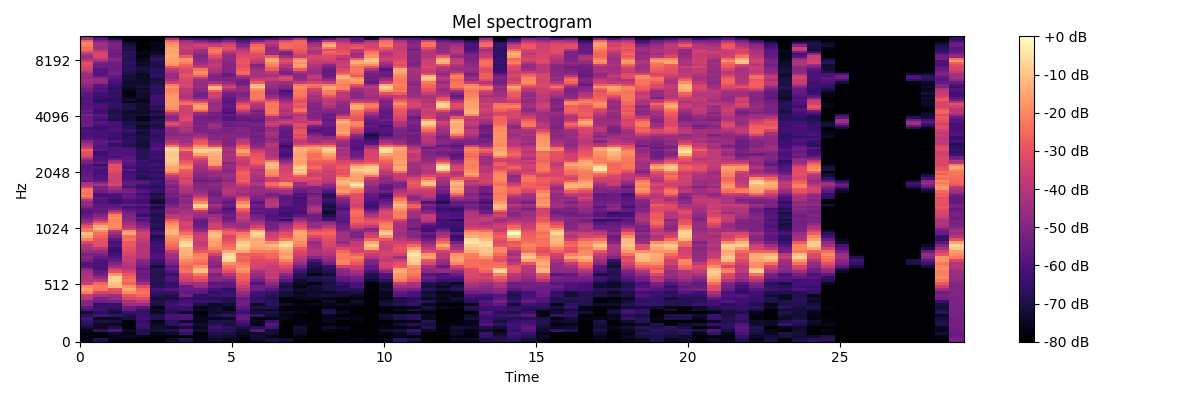 Mel spectrogram
+0 dB
8192
-10 dB
4096
-20 dB
-30 dB
2048
Hz
-40 dB
1024
-50 dB
-60 dB
512
-70 dB
0
-80 dB
0 5 10 15 20 25
Time